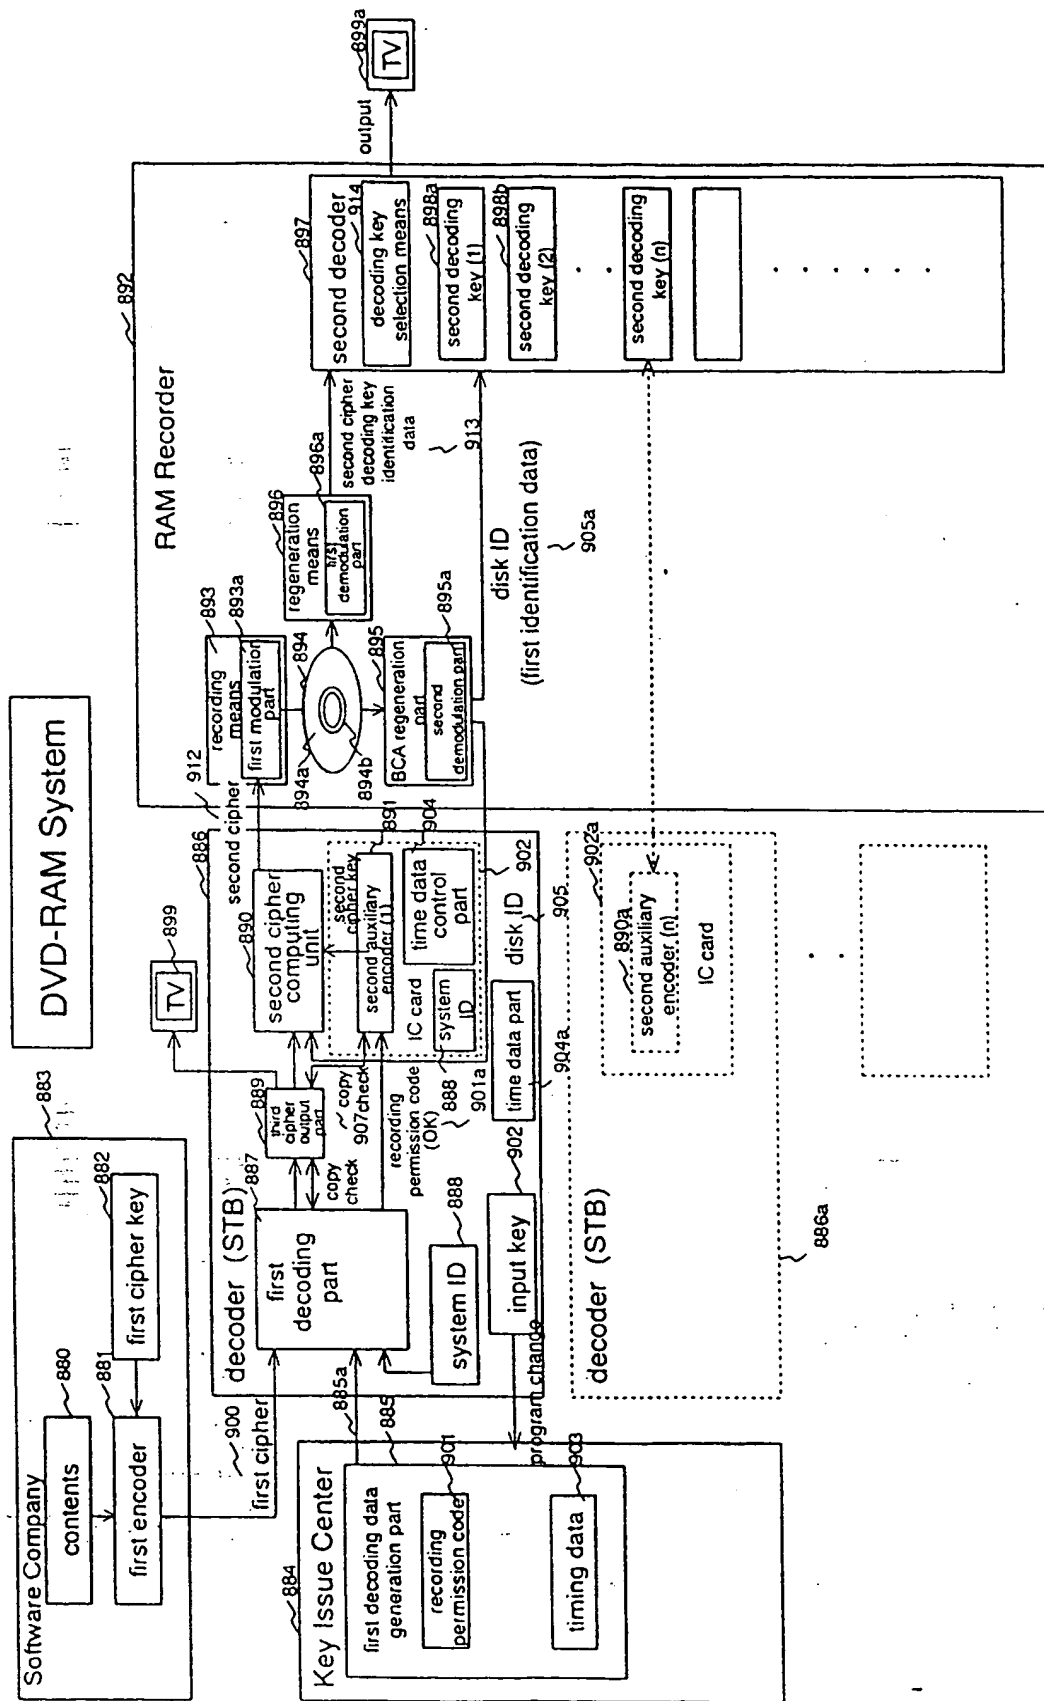 DVD-RAM System
Software Company
883
contents
880
first encoder
881
first cipher key
882
900
first cipher
Key Issue Center
884
first decoding data
generation part
885
885a
recording
permission code
901
timing data
903
program change
decoder (STB)
886
first
decoding
part
887
system ID
888
input key
902
copy
check
third
cipher
output
part
889
TV
899
second cipher
computing
unit
890
second cipher
912
second cipher key
second auxiliary
encoder (1)
891
IC card
system
ID
888
time data
control
part
904
902
copy
907 check
recording
permission code
(OK)
901a
time data part
904a
disk ID
905
decoder (STB)
886a
second auxiliary
encoder (n)
890a
IC card
902a
RAM Recorder
892
recording
means
893
first modulation
part
893a
894
894a
894b
BCA regeneration
part
895
second
demodulation part
895a
regeneration
means
896
first
demodulation
part
896a
second cipher
decoding key
identification
data
913
disk ID
(first identification data)
905a
second decoder
897
decoding key
selection means
914
second decoding
key (1)
898a
second decoding
key (2)
898b
second decoding
key (n)
output
TV
899a